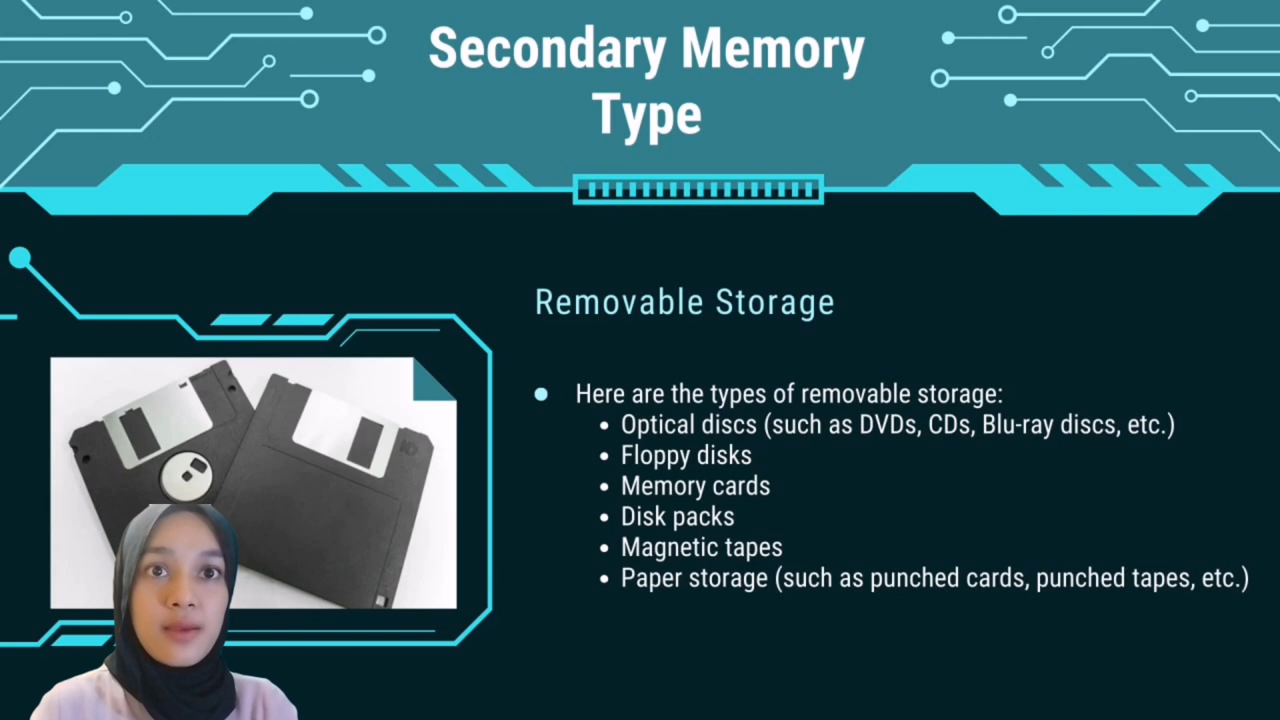 Secondary Memory
Type
Removable Storage
Here are the types of removable storage:
Optical discs (such as DVDs, CDs, Blu-ray discs, etc.)
Floppy disks
Memory cards
Disk packs
Magnetic tapes
Paper storage (such as punched cards, punched tapes, etc.)